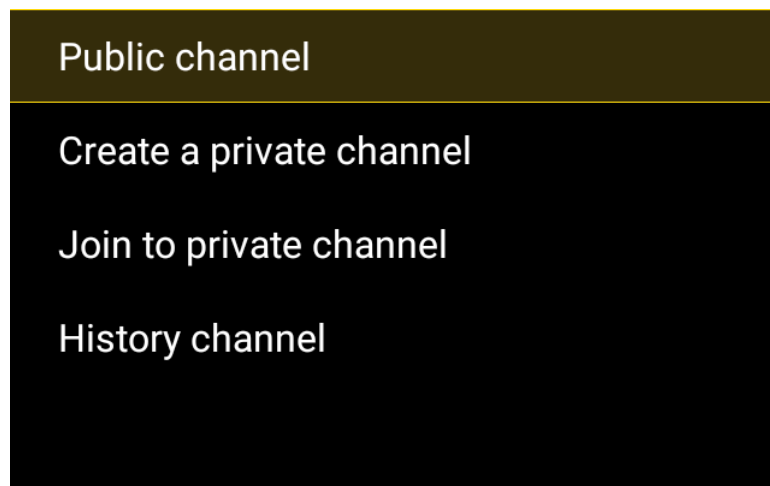 Public channel
Create a private channel
Join to private channel
History channel